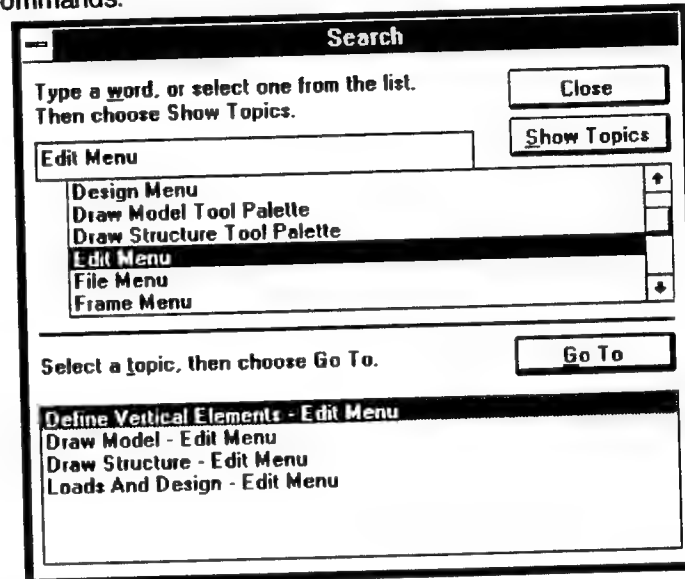 ommands.
Search
Type a word, or select one from the list.
Then choose Show Topics.
Close
Show Topics
Edit Menu
Design Menu
Draw Model Tool Palette
Draw Structure Tool Palette
Edit Menu
File Menu
Frame Menu
Select a topic, then choose Go To.
Go To
Define Vertical Elements - Edit Menu
Draw Model - Edit Menu
Draw Structure - Edit Menu
Loads And Design - Edit Menu